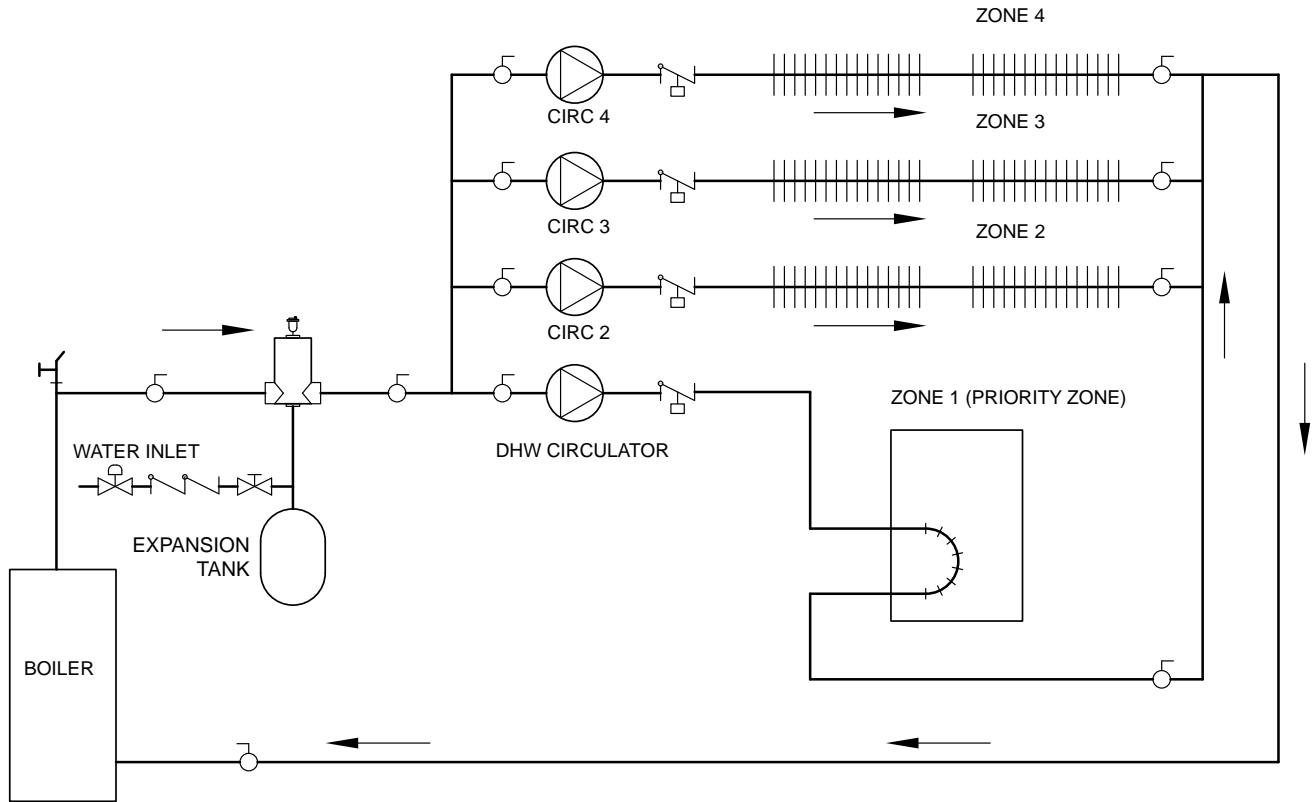 ZONE 4
CIRC 4
ZONE 3
CIRC 3
ZONE 2
CIRC 2
ZONE 1 (PRIORITY ZONE)
DHW CIRCULATOR
WATER INLET
EXPANSION
TANK
BOILER